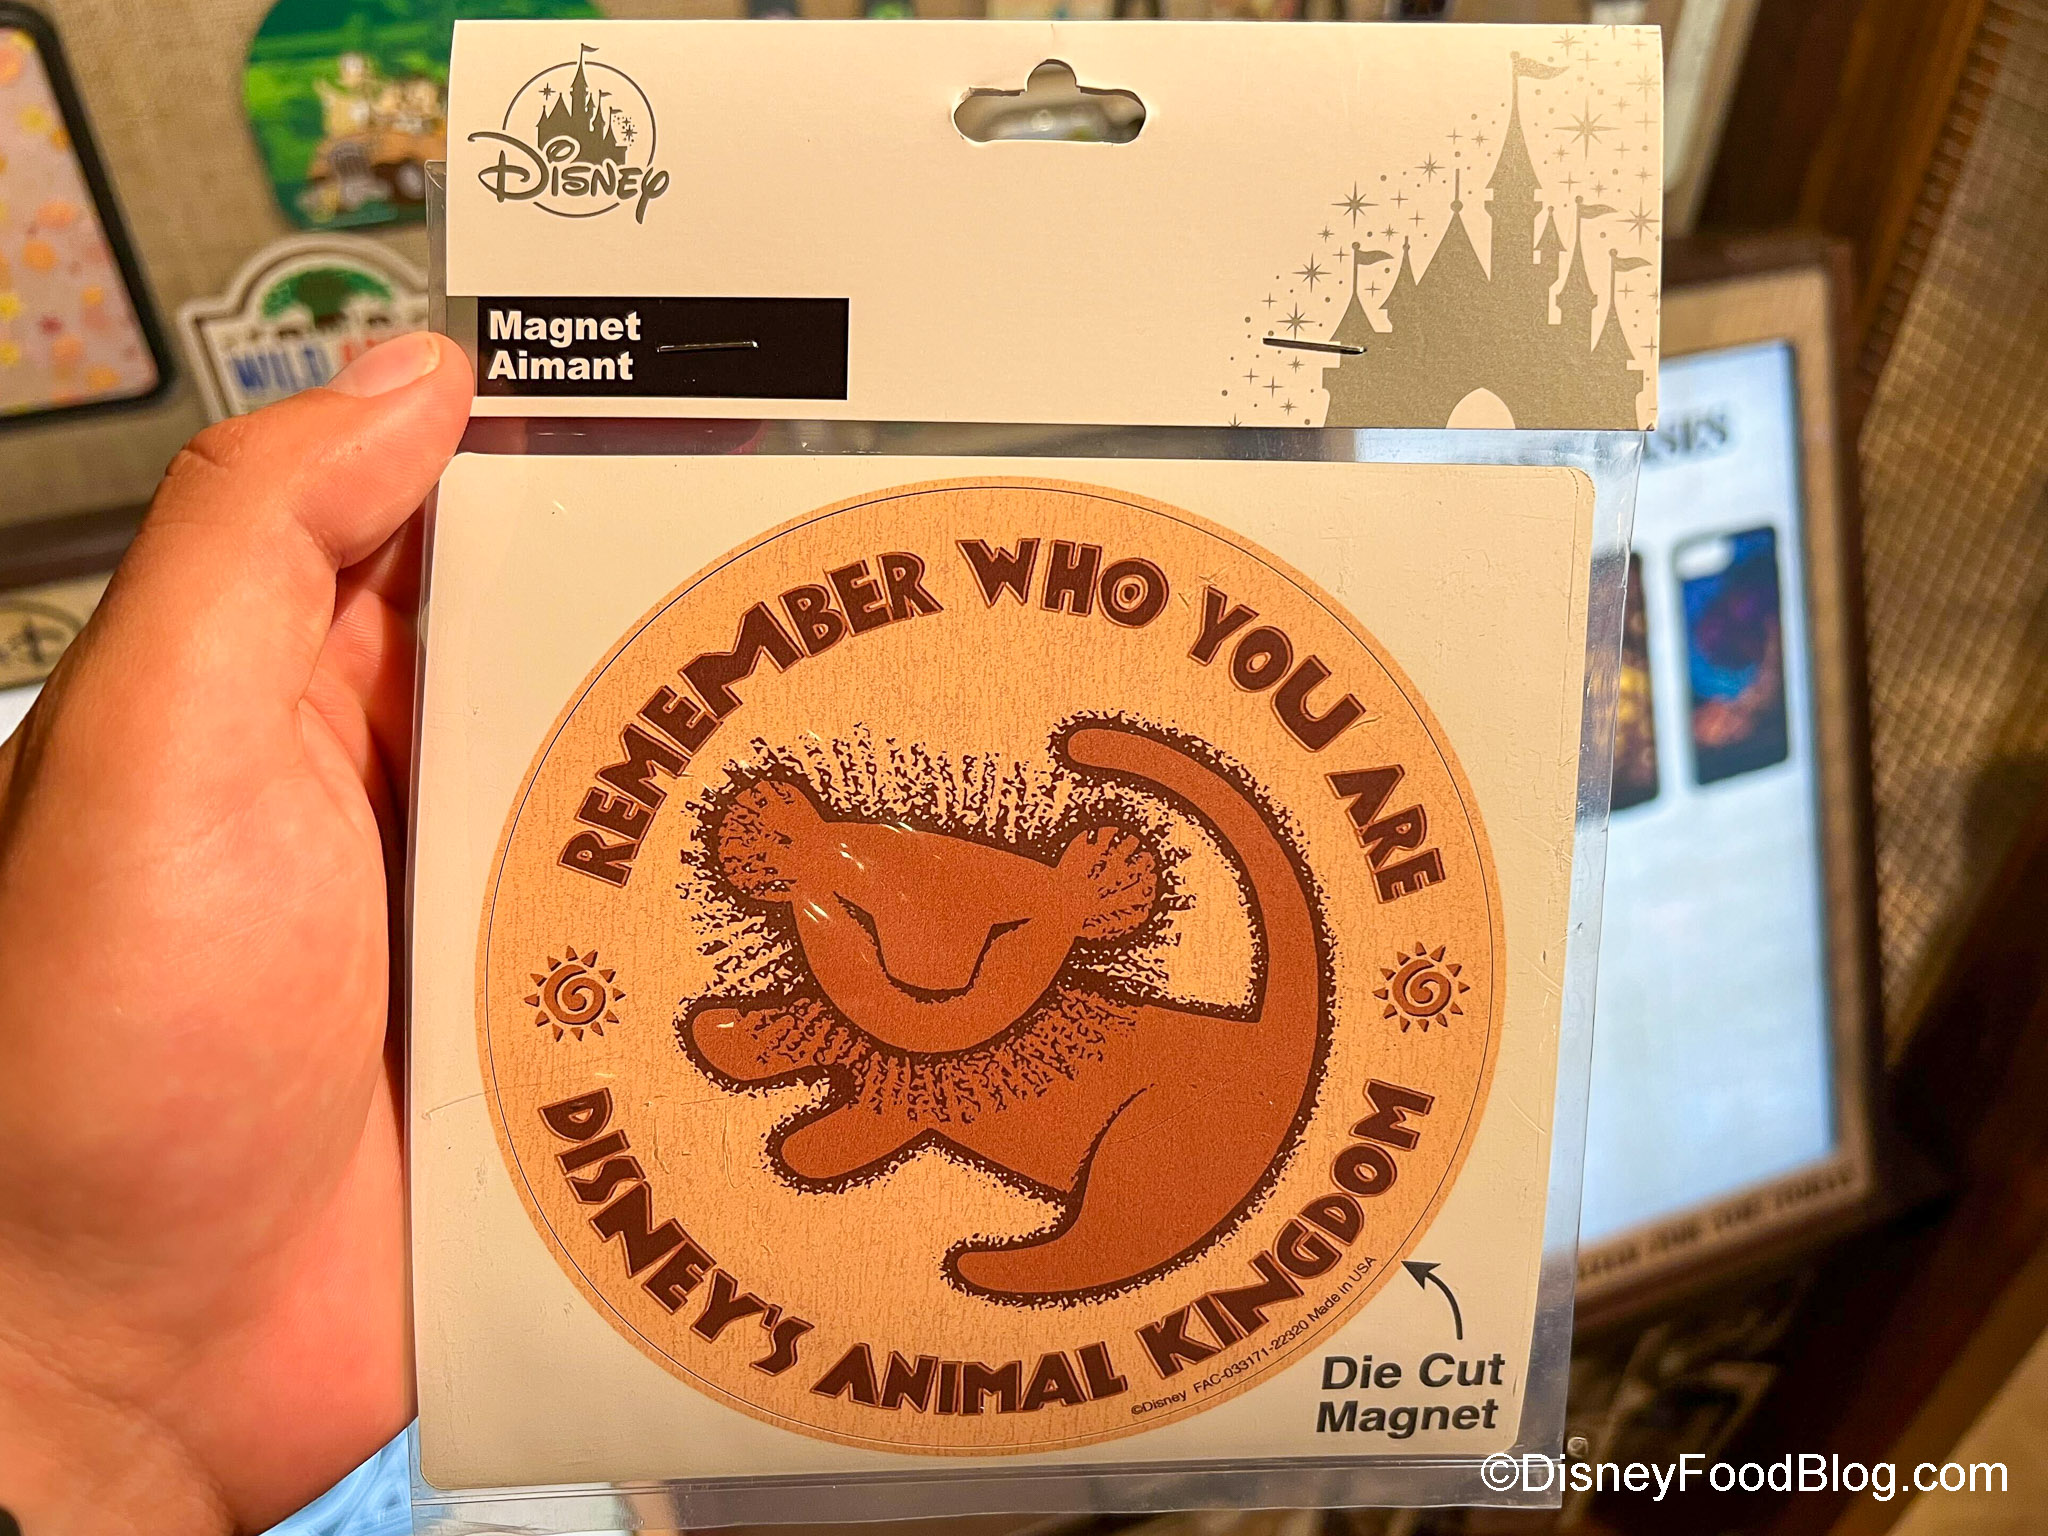 Disney
Magnet
Aimant
REMEMBER WHO YOU ARE
DISNEY'S ANIMAL KINGDOM
©Disney FAC-033171-22320 Made in USA
Die Cut
Magnet
WILD
©DisneyFoodBlog.com